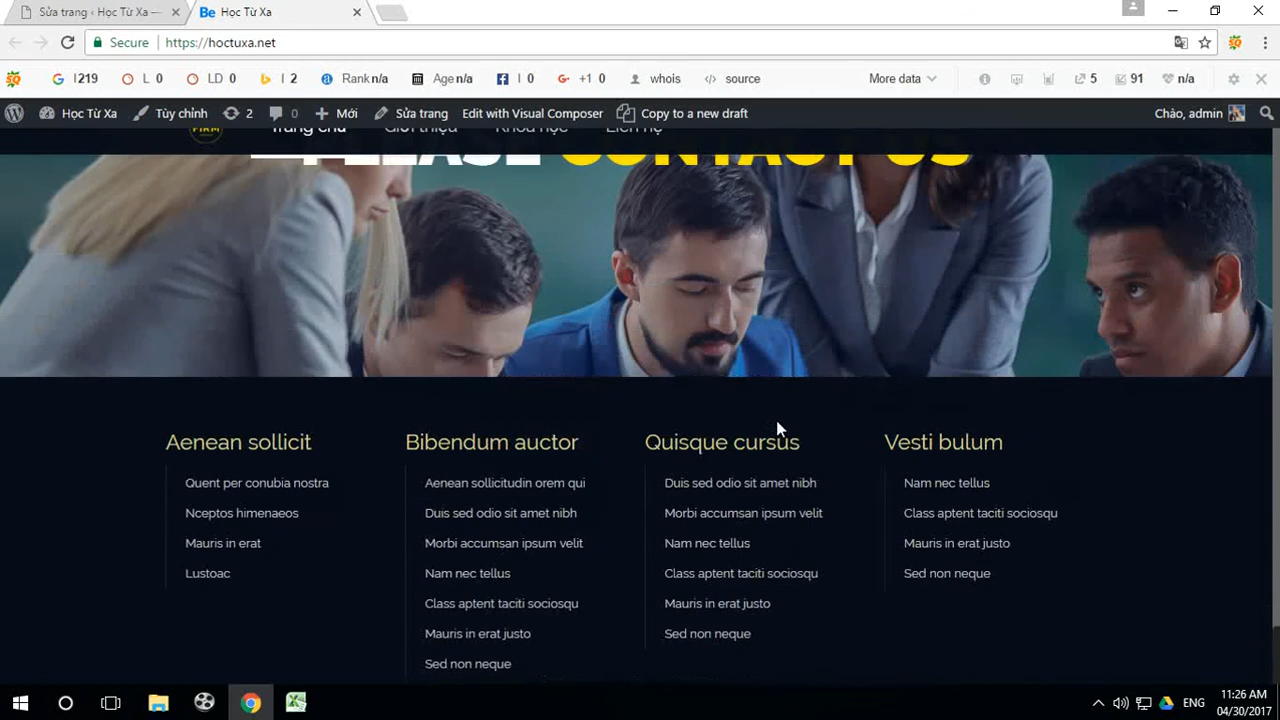 Sửa trang ‹ Học Từ Xa —
Be Học Từ Xa
Secure https://hoctuxa.net
I 219 L 0 LD 0 I 2 Rank n/a Age n/a I 0 +1 0 whois source More data 5 91 n/a
Học Từ Xa Tùy chỉnh 2 0 Mới Sửa trang Edit with Visual Composer Copy to a new draft Chào, admin
FIRM Trang chủ Giới thiệu Khóa học Liên hệ
PLEASE CONTACT US
Aenean sollicit
Quent per conubia nostra
Nceptos himenaeos
Mauris in erat
Lustoac
Bibendum auctor
Aenean sollicitudin orem qui
Duis sed odio sit amet nibh
Morbi accumsan ipsum velit
Nam nec tellus
Class aptent taciti sociosqu
Mauris in erat justo
Sed non neque
Quisque cursus
Duis sed odio sit amet nibh
Morbi accumsan ipsum velit
Nam nec tellus
Class aptent taciti sociosqu
Mauris in erat justo
Sed non neque
Vesti bulum
Nam nec tellus
Class aptent taciti sociosqu
Mauris in erat justo
Sed non neque
ENG
11:26 AM
04/30/2017